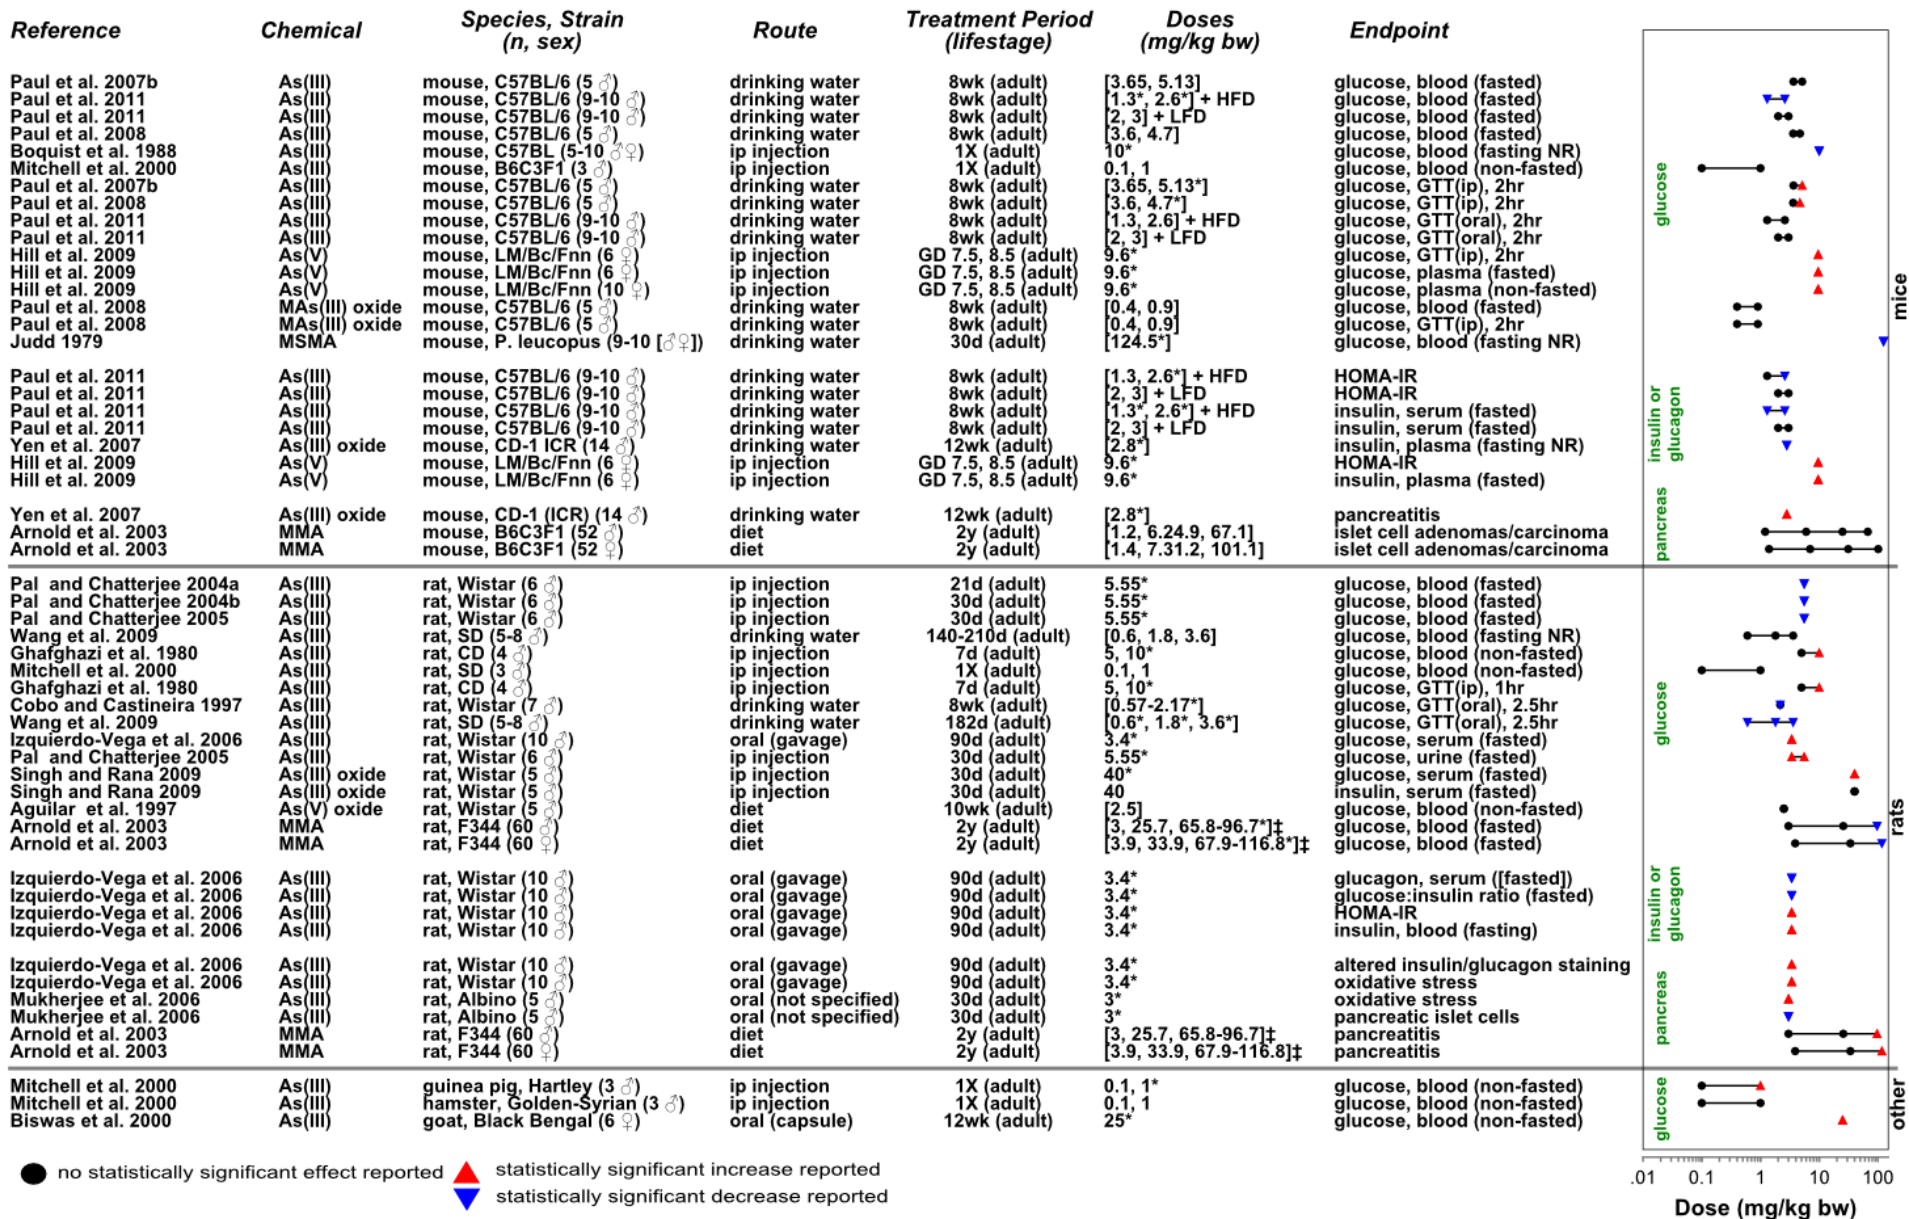 Reference Chemical Species, Strain (n, sex) Route Treatment Period (lifestage) Doses (mg/kg bw) Endpoint
Paul et al. 2007b As(III) mouse, C57BL/6 (5 ♂) drinking water 8wk (adult) [3.65, 5.13] glucose, blood (fasted)
Paul et al. 2011 As(III) mouse, C57BL/6 (9-10 ♂) drinking water 8wk (adult) [1.3*, 2.6*] + HFD glucose, blood (fasted)
Paul et al. 2011 As(III) mouse, C57BL/6 (9-10 ♂) drinking water 8wk (adult) [2, 3] + LFD glucose, blood (fasted)
Paul et al. 2008 As(III) mouse, C57BL/6 (5 ♂) drinking water 8wk (adult) [3.6, 4.7] glucose, blood (fasted)
Boquist et al. 1988 As(III) mouse, C57BL (5-10 ♂♀) ip injection 1X (adult) 10* glucose, blood (fasting NR)
Mitchell et al. 2000 As(III) mouse, B6C3F1 (3 ♂) ip injection 1X (adult) 0.1, 1 glucose, blood (non-fasted)
Paul et al. 2007b As(III) mouse, C57BL/6 (5 ♂) drinking water 8wk (adult) [3.65, 5.13*] glucose, GTT(ip), 2hr
Paul et al. 2008 As(III) mouse, C57BL/6 (5 ♂) drinking water 8wk (adult) [3.6, 4.7*] glucose, GTT(ip), 2hr
Paul et al. 2011 As(III) mouse, C57BL/6 (9-10 ♂) drinking water 8wk (adult) [1.3, 2.6] + HFD glucose, GTT(oral), 2hr
Paul et al. 2011 As(III) mouse, C57BL/6 (9-10 ♂) drinking water 8wk (adult) [2, 3] + LFD glucose, GTT(oral), 2hr
Hill et al. 2009 As(V) mouse, LM/Bc/Fnn (6 ♀) ip injection GD 7.5, 8.5 (adult) 9.6* glucose, GTT(ip), 2hr
Hill et al. 2009 As(V) mouse, LM/Bc/Fnn (6 ♀) ip injection GD 7.5, 8.5 (adult) 9.6* glucose, plasma (fasted)
Hill et al. 2009 As(V) mouse, LM/Bc/Fnn (10 ♀) ip injection GD 7.5, 8.5 (adult) 9.6* glucose, plasma (non-fasted)
Paul et al. 2008 MAs(III) oxide mouse, C57BL/6 (5 ♂) drinking water 8wk (adult) [0.4, 0.9] glucose, blood (fasted)
Paul et al. 2008 MAs(III) oxide mouse, C57BL/6 (5 ♂) drinking water 8wk (adult) [0.4, 0.9] glucose, GTT(ip), 2hr
Judd 1979 MSMA mouse, P. leucopus (9-10 [♂♀]) drinking water 30d (adult) [124.5*] glucose, blood (fasting NR)
glucose
Paul et al. 2011 As(III) mouse, C57BL/6 (9-10 ♂) drinking water 8wk (adult) [1.3, 2.6*] + HFD HOMA-IR
Paul et al. 2011 As(III) mouse, C57BL/6 (9-10 ♂) drinking water 8wk (adult) [2, 3] + LFD HOMA-IR
Paul et al. 2011 As(III) mouse, C57BL/6 (9-10 ♂) drinking water 8wk (adult) [1.3*, 2.6*] + HFD insulin, serum (fasted)
Paul et al. 2011 As(III) mouse, C57BL/6 (9-10 ♂) drinking water 8wk (adult) [2, 3] + LFD insulin, serum (fasted)
Yen et al. 2007 As(III) oxide mouse, CD-1 ICR (14 ♂) drinking water 12wk (adult) [2.8*] insulin, plasma (fasting NR)
Hill et al. 2009 As(V) mouse, LM/Bc/Fnn (6 ♀) ip injection GD 7.5, 8.5 (adult) 9.6* HOMA-IR
Hill et al. 2009 As(V) mouse, LM/Bc/Fnn (6 ♀) ip injection GD 7.5, 8.5 (adult) 9.6* insulin, plasma (fasted)
insulin or
glucagon
Yen et al. 2007 As(III) oxide mouse, CD-1 (ICR) (14 ♂) drinking water 12wk (adult) [2.8*] pancreatitis
Arnold et al. 2003 MMA mouse, B6C3F1 (52 ♂) diet 2y (adult) [1.2, 6.24.9, 67.1] islet cell adenomas/carcinoma
Arnold et al. 2003 MMA mouse, B6C3F1 (52 ♀) diet 2y (adult) [1.4, 7.31.2, 101.1] islet cell adenomas/carcinoma
pancreas
mice
Pal and Chatterjee 2004a As(III) rat, Wistar (6 ♂) ip injection 21d (adult) 5.55* glucose, blood (fasted)
Pal and Chatterjee 2004b As(III) rat, Wistar (6 ♂) ip injection 30d (adult) 5.55* glucose, blood (fasted)
Pal and Chatterjee 2005 As(III) rat, Wistar (6 ♂) ip injection 30d (adult) 5.55* glucose, blood (fasted)
Wang et al. 2009 As(III) rat, SD (5-8 ♂) drinking water 140-210d (adult) [0.6, 1.8, 3.6] glucose, blood (fasting NR)
Ghafghazi et al. 1980 As(III) rat, CD (4 ♂) ip injection 7d (adult) 5, 10* glucose, blood (non-fasted)
Mitchell et al. 2000 As(III) rat, SD (3 ♂) ip injection 1X (adult) 0.1, 1 glucose, blood (non-fasted)
Ghafghazi et al. 1980 As(III) rat, CD (4 ♂) ip injection 7d (adult) 5, 10* glucose, GTT(ip), 1hr
Cobo and Castineira 1997 As(III) rat, Wistar (7 ♂) drinking water 8wk (adult) [0.57-2.17*] glucose, GTT(oral), 2.5hr
Wang et al. 2009 As(III) rat, SD (5-8 ♂) drinking water 182d (adult) [0.6*, 1.8*, 3.6*] glucose, GTT(oral), 2.5hr
Izquierdo-Vega et al. 2006 As(III) rat, Wistar (10 ♂) oral (gavage) 90d (adult) 3.4* glucose, serum (fasted)
Pal and Chatterjee 2005 As(III) rat, Wistar (6 ♂) ip injection 30d (adult) 5.55* glucose, urine (fasted)
Singh and Rana 2009 As(III) oxide rat, Wistar (5 ♂) ip injection 30d (adult) 40* glucose, serum (fasted)
Singh and Rana 2009 As(III) oxide rat, Wistar (5 ♂) ip injection 30d (adult) 40 insulin, serum (fasted)
Aguilar et al. 1997 As(V) oxide rat, Wistar (5 ♂) diet 10wk (adult) [2.5] glucose, blood (non-fasted)
Arnold et al. 2003 MMA rat, F344 (60 ♂) diet 2y (adult) [3, 25.7, 65.8-96.7*]‡ glucose, blood (fasted)
Arnold et al. 2003 MMA rat, F344 (60 ♀) diet 2y (adult) [3.9, 33.9, 67.9-116.8*]‡ glucose, blood (fasted)
glucose
Izquierdo-Vega et al. 2006 As(III) rat, Wistar (10 ♂) oral (gavage) 90d (adult) 3.4* glucagon, serum ([fasted])
Izquierdo-Vega et al. 2006 As(III) rat, Wistar (10 ♂) oral (gavage) 90d (adult) 3.4* glucose:insulin ratio (fasted)
Izquierdo-Vega et al. 2006 As(III) rat, Wistar (10 ♂) oral (gavage) 90d (adult) 3.4* HOMA-IR
Izquierdo-Vega et al. 2006 As(III) rat, Wistar (10 ♂) oral (gavage) 90d (adult) 3.4* insulin, blood (fasting)
insulin or
glucagon
Izquierdo-Vega et al. 2006 As(III) rat, Wistar (10 ♂) oral (gavage) 90d (adult) 3.4* altered insulin/glucagon staining
Izquierdo-Vega et al. 2006 As(III) rat, Wistar (10 ♂) oral (gavage) 90d (adult) 3.4* oxidative stress
Mukherjee et al. 2006 As(III) rat, Albino (5 ♂) oral (not specified) 30d (adult) 3* oxidative stress
Mukherjee et al. 2006 As(III) rat, Albino (5 ♂) oral (not specified) 30d (adult) 3* pancreatic islet cells
Arnold et al. 2003 MMA rat, F344 (60 ♂) diet 2y (adult) [3, 25.7, 65.8-96.7]‡ pancreatitis
Arnold et al. 2003 MMA rat, F344 (60 ♀) diet 2y (adult) [3.9, 33.9, 67.9-116.8]‡ pancreatitis
pancreas
rats
Mitchell et al. 2000 As(III) guinea pig, Hartley (3 ♂) ip injection 1X (adult) 0.1, 1* glucose, blood (non-fasted)
Mitchell et al. 2000 As(III) hamster, Golden-Syrian (3 ♂) ip injection 1X (adult) 0.1, 1 glucose, blood (non-fasted)
Biswas et al. 2000 As(III) goat, Black Bengal (6 ♀) oral (capsule) 12wk (adult) 25* glucose, blood (non-fasted)
glucose
other
no statistically significant effect reported
statistically significant increase reported
statistically significant decrease reported
.01 0.1 1 10 100
Dose (mg/kg bw)